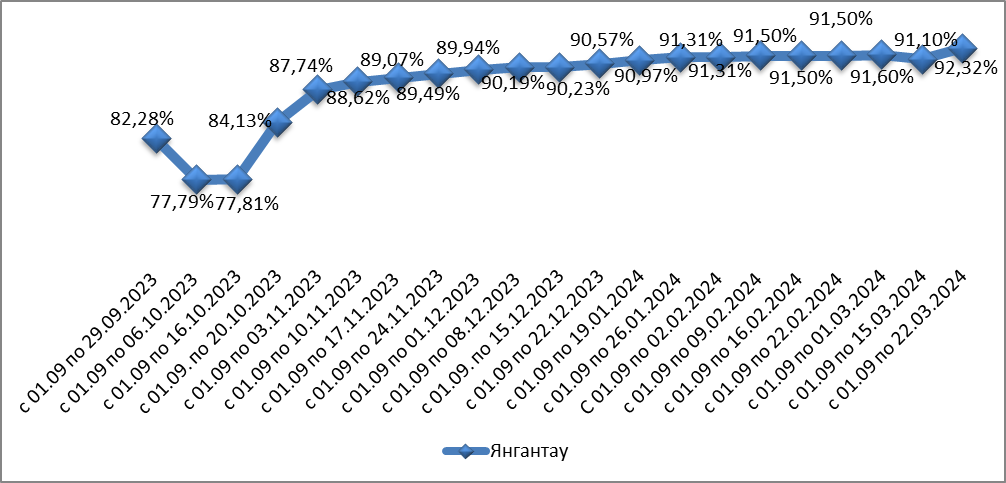 82,28%
77,79%
77,81%
84,13%
87,74%
88,62%
89,07%
89,49%
89,94%
90,19%
90,23%
90,57%
90,97%
91,31%
91,31%
91,50%
91,50%
91,50%
91,60%
91,10%
92,32%
с 01.09 по 29.09.2023
с 01.09 по 06.10.2023
с 01.09 по 16.10.2023
с 01.09. по 20.10.2023
с 01.09 по 03.11.2023
с 01.09 по 10.11.2023
с 01.09 по 17.11.2023
с 01.09 по 24.11.2023
с 01.09 по 01.12.2023
с 01.09 по 08.12.2023
с 01.09. по 15.12.2023
с 01.09 по 22.12.2023
с 01.09 по 19.01.2024
с 01.09 по 26.01.2024
С 01.09 по 02.02.2024
с 01.09 по 09.02.2024
с 01.09 по 16.02.2024
с 01.09 по 22.02.2024
с 01.09 по 01.03.2024
с 01.09 по 15.03.2024
с 01.09 по 22.03.2024
Янгантау